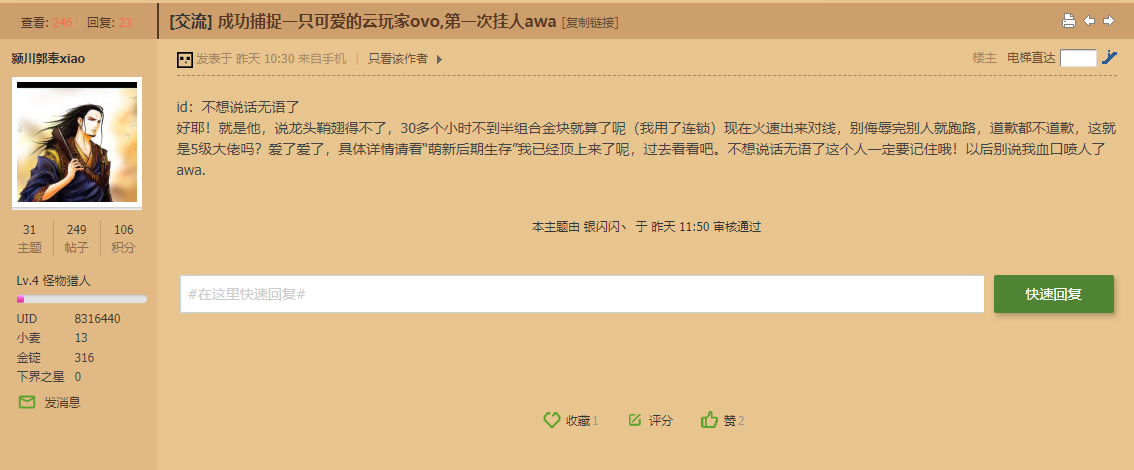 查看: 246 回复: 23
[交流] 成功捕捉一只可爱的云玩家ovo,第一次挂人awa [复制链接]
颍川郭奉xiao
发表于 昨天 10:30 来自手机 | 只看该作者
楼主 电梯直达
id：不想说话无语了
好耶！就是他，说龙头鞘翅得不了，30多个小时不到半组合金块就算了呢（我用了连锁）现在火速出来对线，别侮辱完别人就跑路，道歉都不道歉，这就
是5级大佬吗？爱了爱了，具体详情请看“萌新后期生存”我已经顶上来了呢，过去看看吧。不想说话无语了这个人一定要记住哦！以后别说我血口喷人了
awa.
31 249 106
主题 帖子 积分
本主题由 银闪闪丶 于 昨天 11:50 审核通过
Lv.4 怪物猎人
UID 8316440
小麦 13
金锭 316
下界之星 0
发消息
#在这里快速回复#
快速回复
收藏 1 评分 赞 2